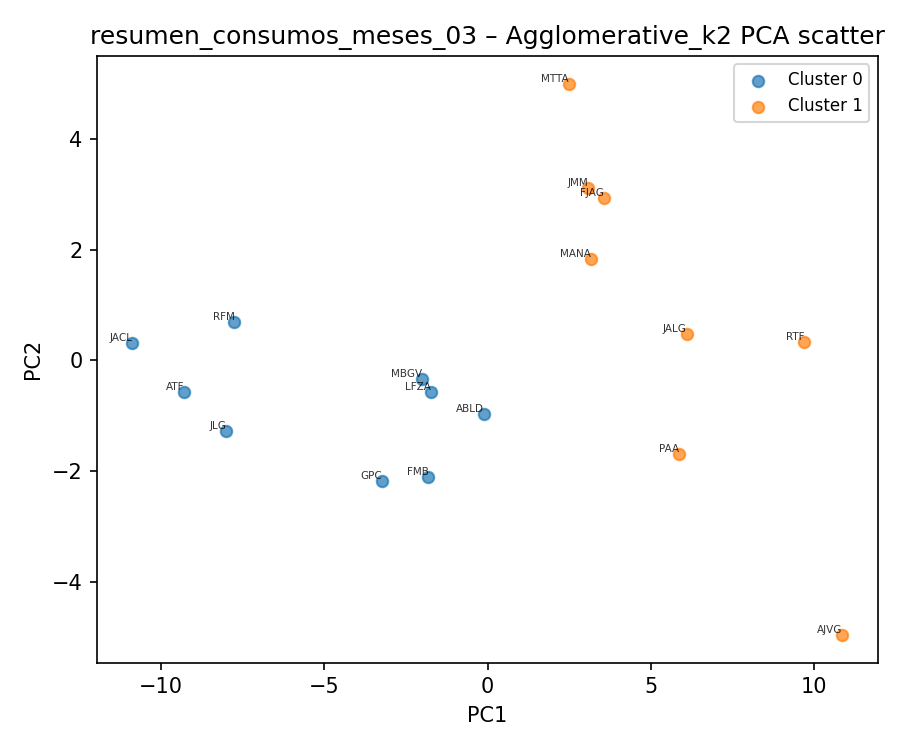 resumen_consumos_meses_03 – Agglomerative_k2 PCA scatter
Cluster 0
Cluster 1
MTTA
JMM
FJAG
MANA
JALG
RTF
RFM
JACL
MBGV
LFZA
ATF
ABLD
JLG
PAA
GPC
FMB
AJVG
4
2
0
−2
−4
PC2
−10
−5
0
5
10
PC1